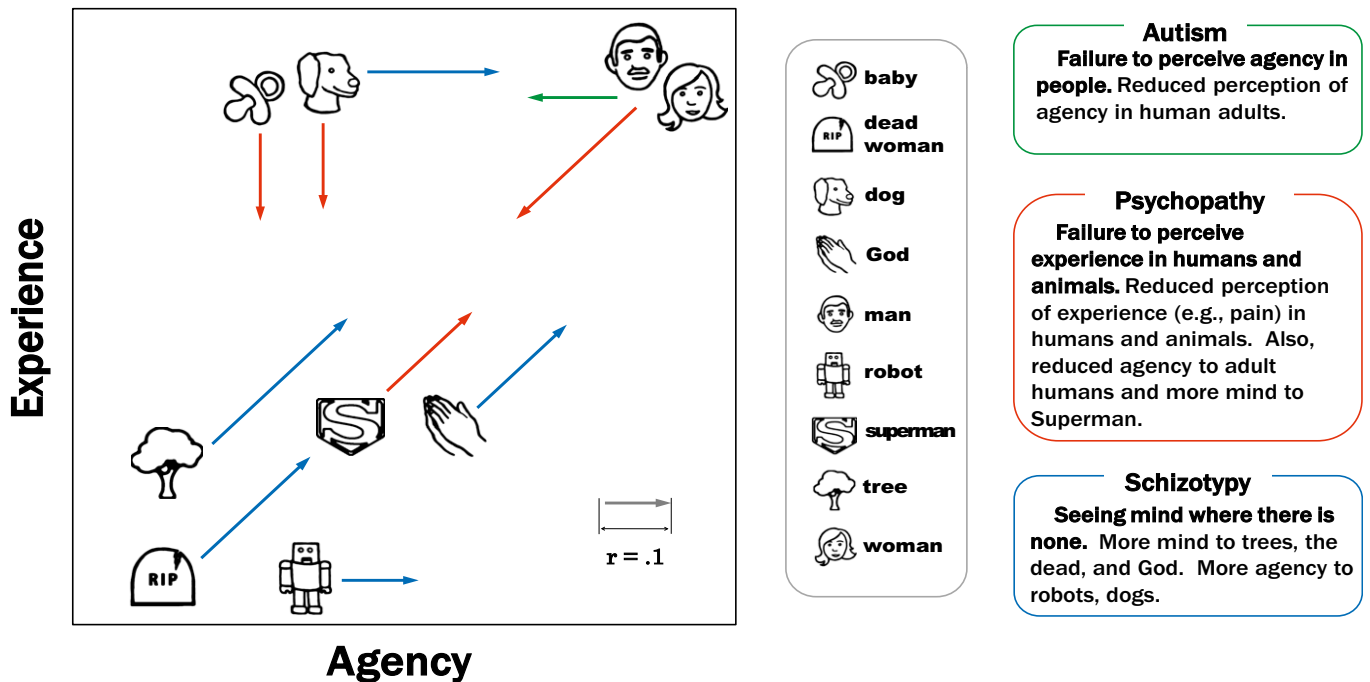 Experience
Agency
RIP
S
RIP
r = .1
baby
RIP
dead
woman
dog
God
man
robot
S
superman
tree
woman
Autism
Failure to perceive agency in
people. Reduced perception of
agency in human adults.
Psychopathy
Failure to perceive
experience in humans and
animals. Reduced perception
of experience (e.g., pain) in
humans and animals. Also,
reduced agency to adult
humans and more mind to
Superman.
Schizotypy
Seeing mind where there is
none. More mind to trees, the
dead, and God. More agency to
robots, dogs.